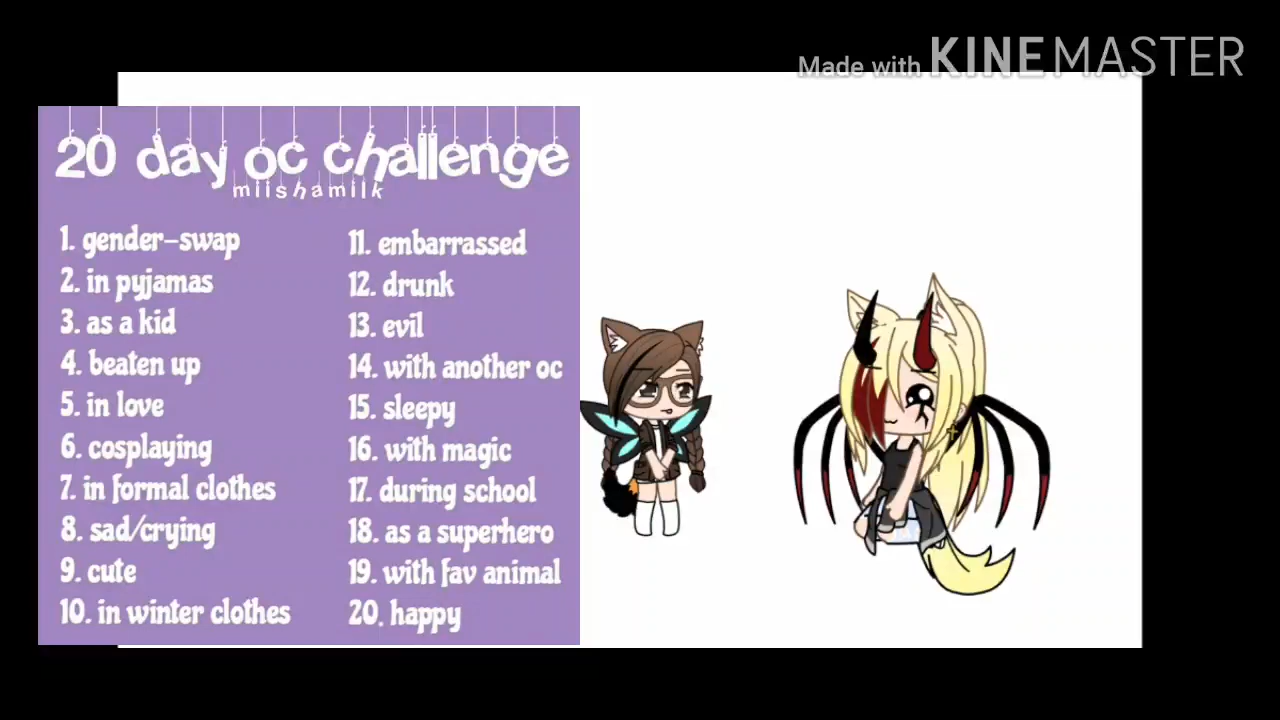 Made with KINEMASTER
20 day oc challenge
miishamilk
1. gender-swap
2. in pyjamas
3. as a kid
4. beaten up
5. in love
6. cosplaying
7. in formal clothes
8. sad/crying
9. cute
10. in winter clothes
11. embarrassed
12. drunk
13. evil
14. with another oc
15. sleepy
16. with magic
17. during school
18. as a superhero
19. with fav animal
20. happy